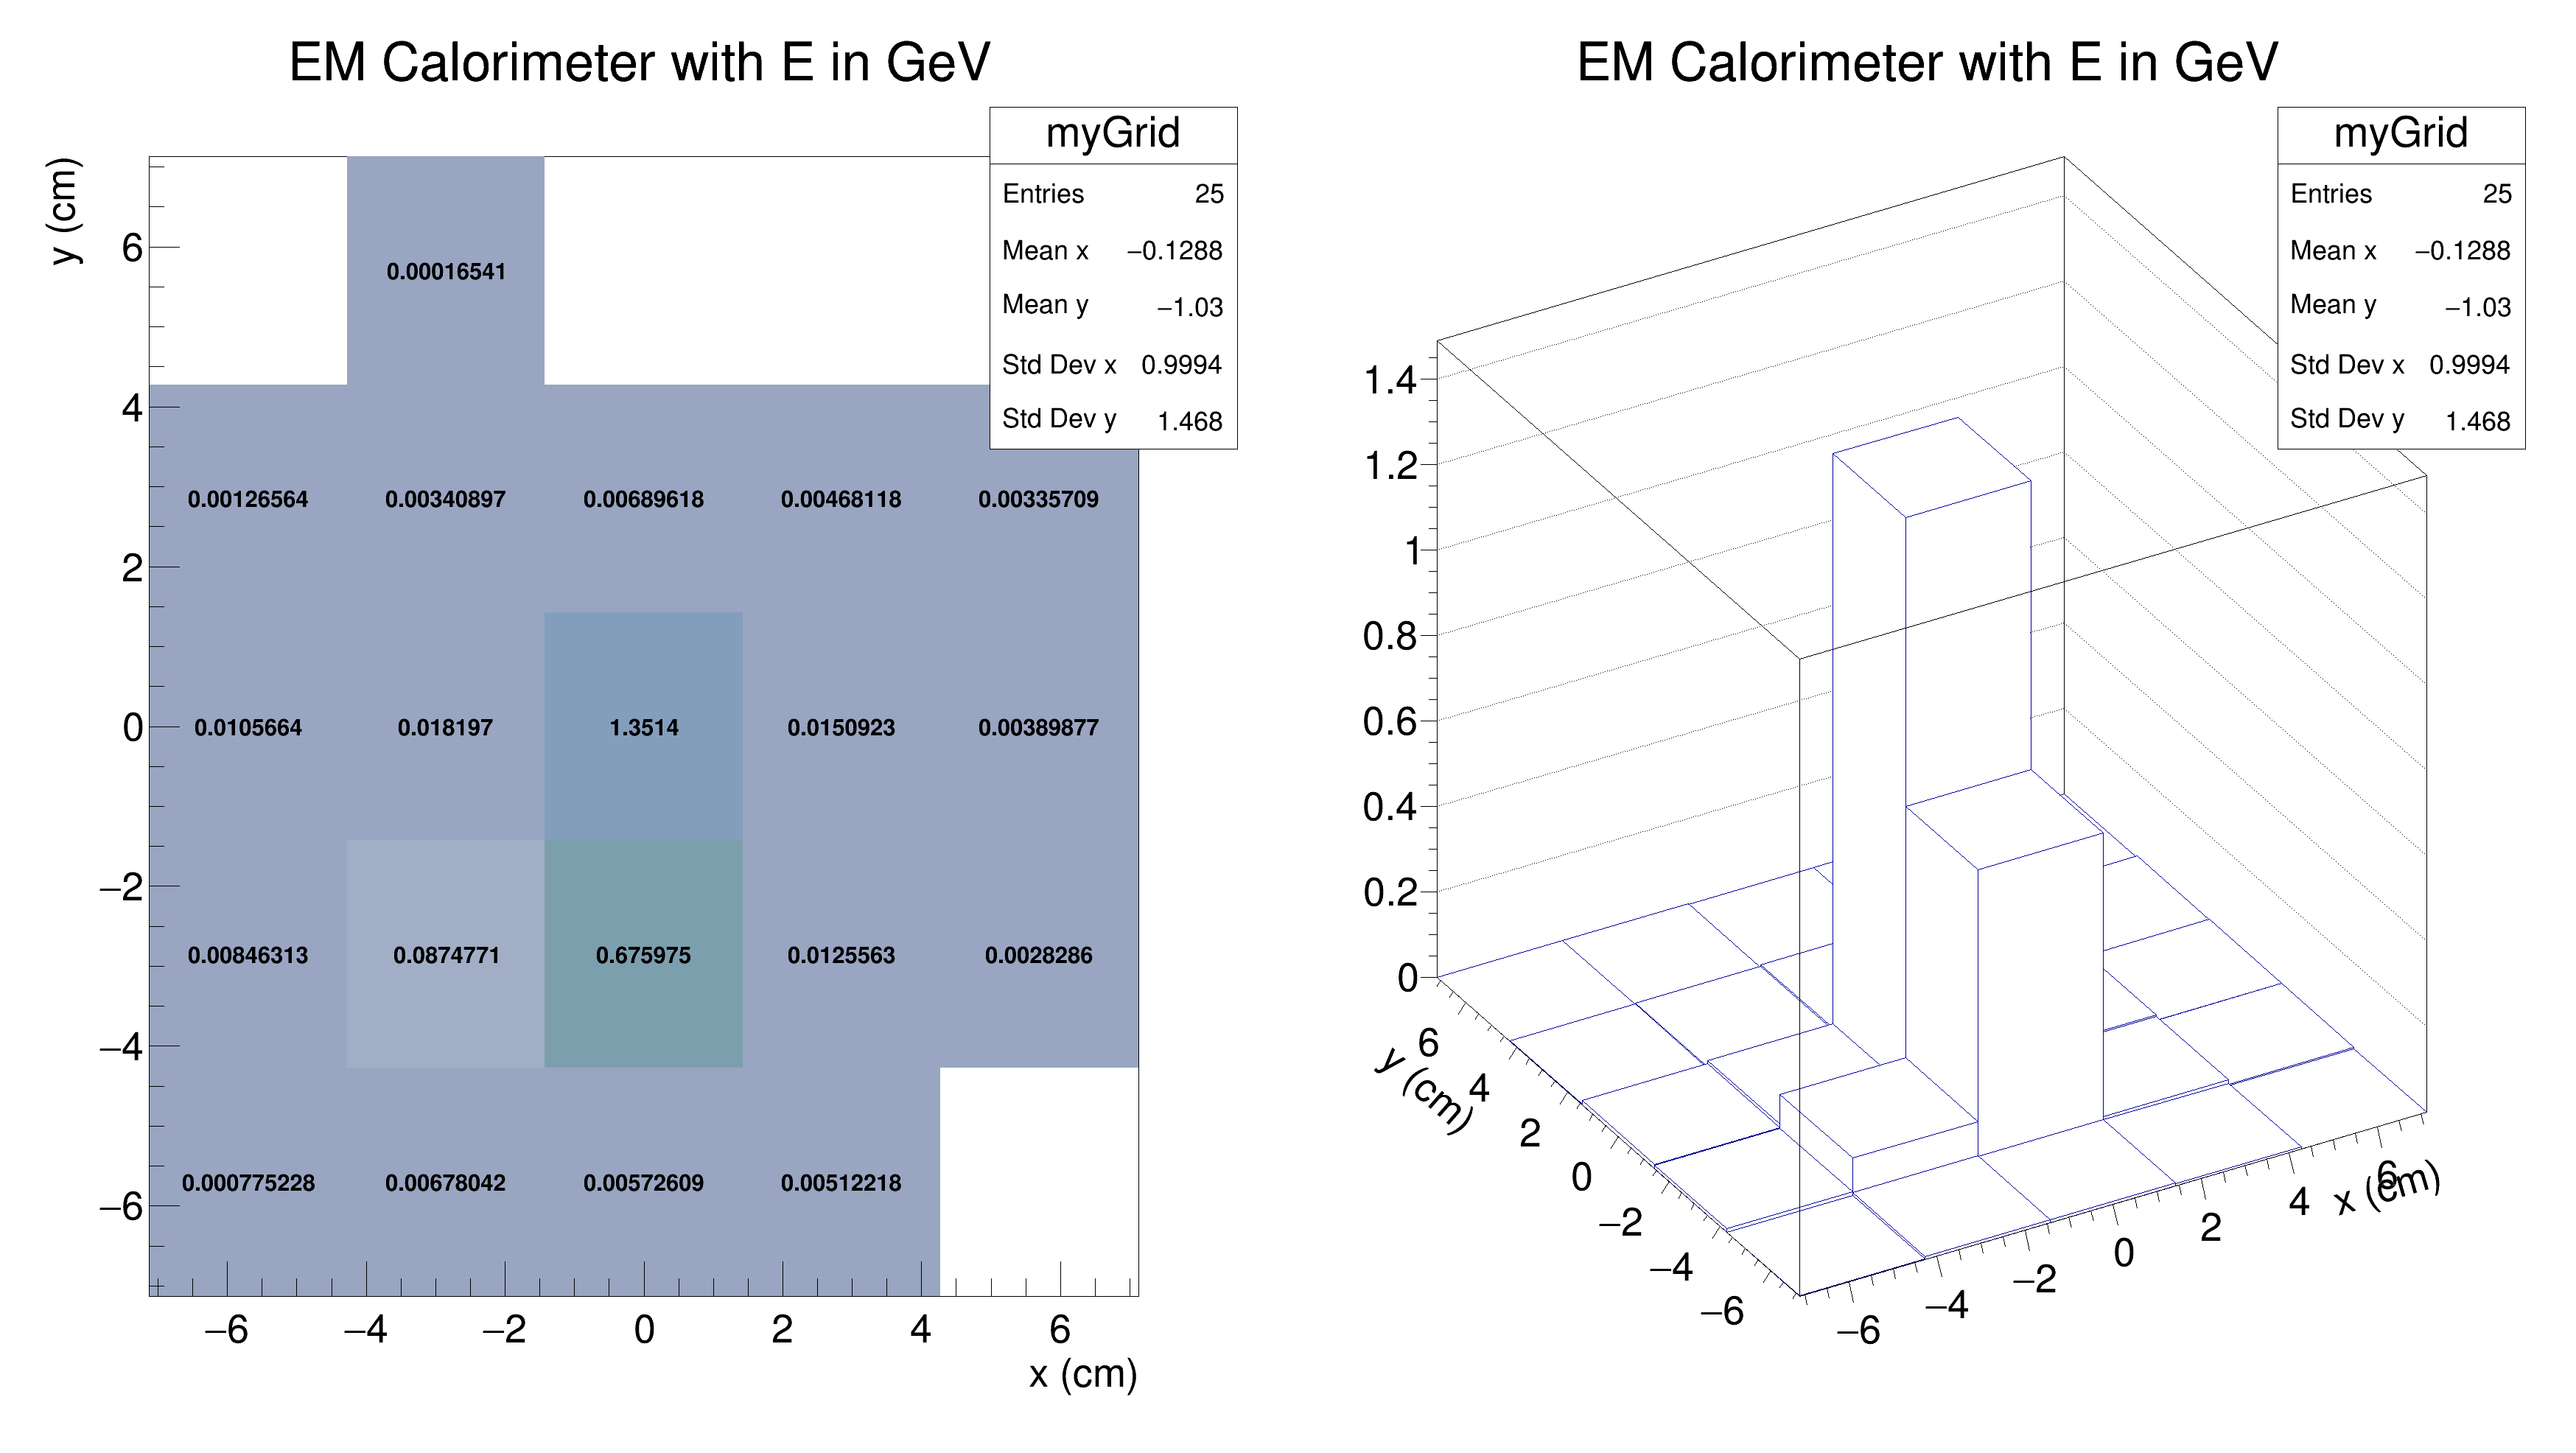 EM Calorimeter with E in GeV
myGrid
Entries 25
Mean x −0.1288
Mean y −1.03
Std Dev x 0.9994
Std Dev y 1.468
y (cm)
6
4
2
0
−2
−4
−6
0.00016541
0.00126564 0.00340897 0.00689618 0.00468118 0.00335709
0.0105664 0.018197 1.3514 0.0150923 0.00389877
0.00846313 0.0874771 0.675975 0.0125563 0.0028286
0.000775228 0.00678042 0.00572609 0.00512218
−6 −4 −2 0 2 4 6
x (cm)
EM Calorimeter with E in GeV
myGrid
Entries 25
Mean x −0.1288
Mean y −1.03
Std Dev x 0.9994
Std Dev y 1.468
1.4
1.2
1
0.8
0.6
0.4
0.2
0
6
4
2
0
−2
−4
−6
y (cm)
−6
−4
−2
0
2
4
6
x (cm)